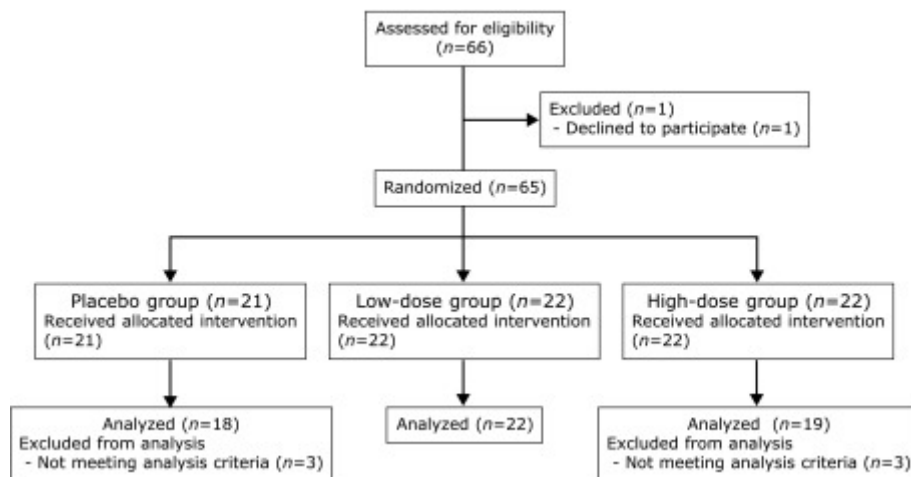 Assessed for eligibility
(n=66)
Excluded (n=1)
- Declined to participate (n=1)
Randomized (n=65)
Placebo group (n=21)
Received allocated intervention
(n=21)
Low-dose group (n=22)
Received allocated intervention
(n=22)
High-dose group (n=22)
Received allocated intervention
(n=22)
Analyzed (n=18)
Excluded from analysis
- Not meeting analysis criteria (n=3)
Analyzed (n=22)
Analyzed (n=19)
Excluded from analysis
- Not meeting analysis criteria (n=3)